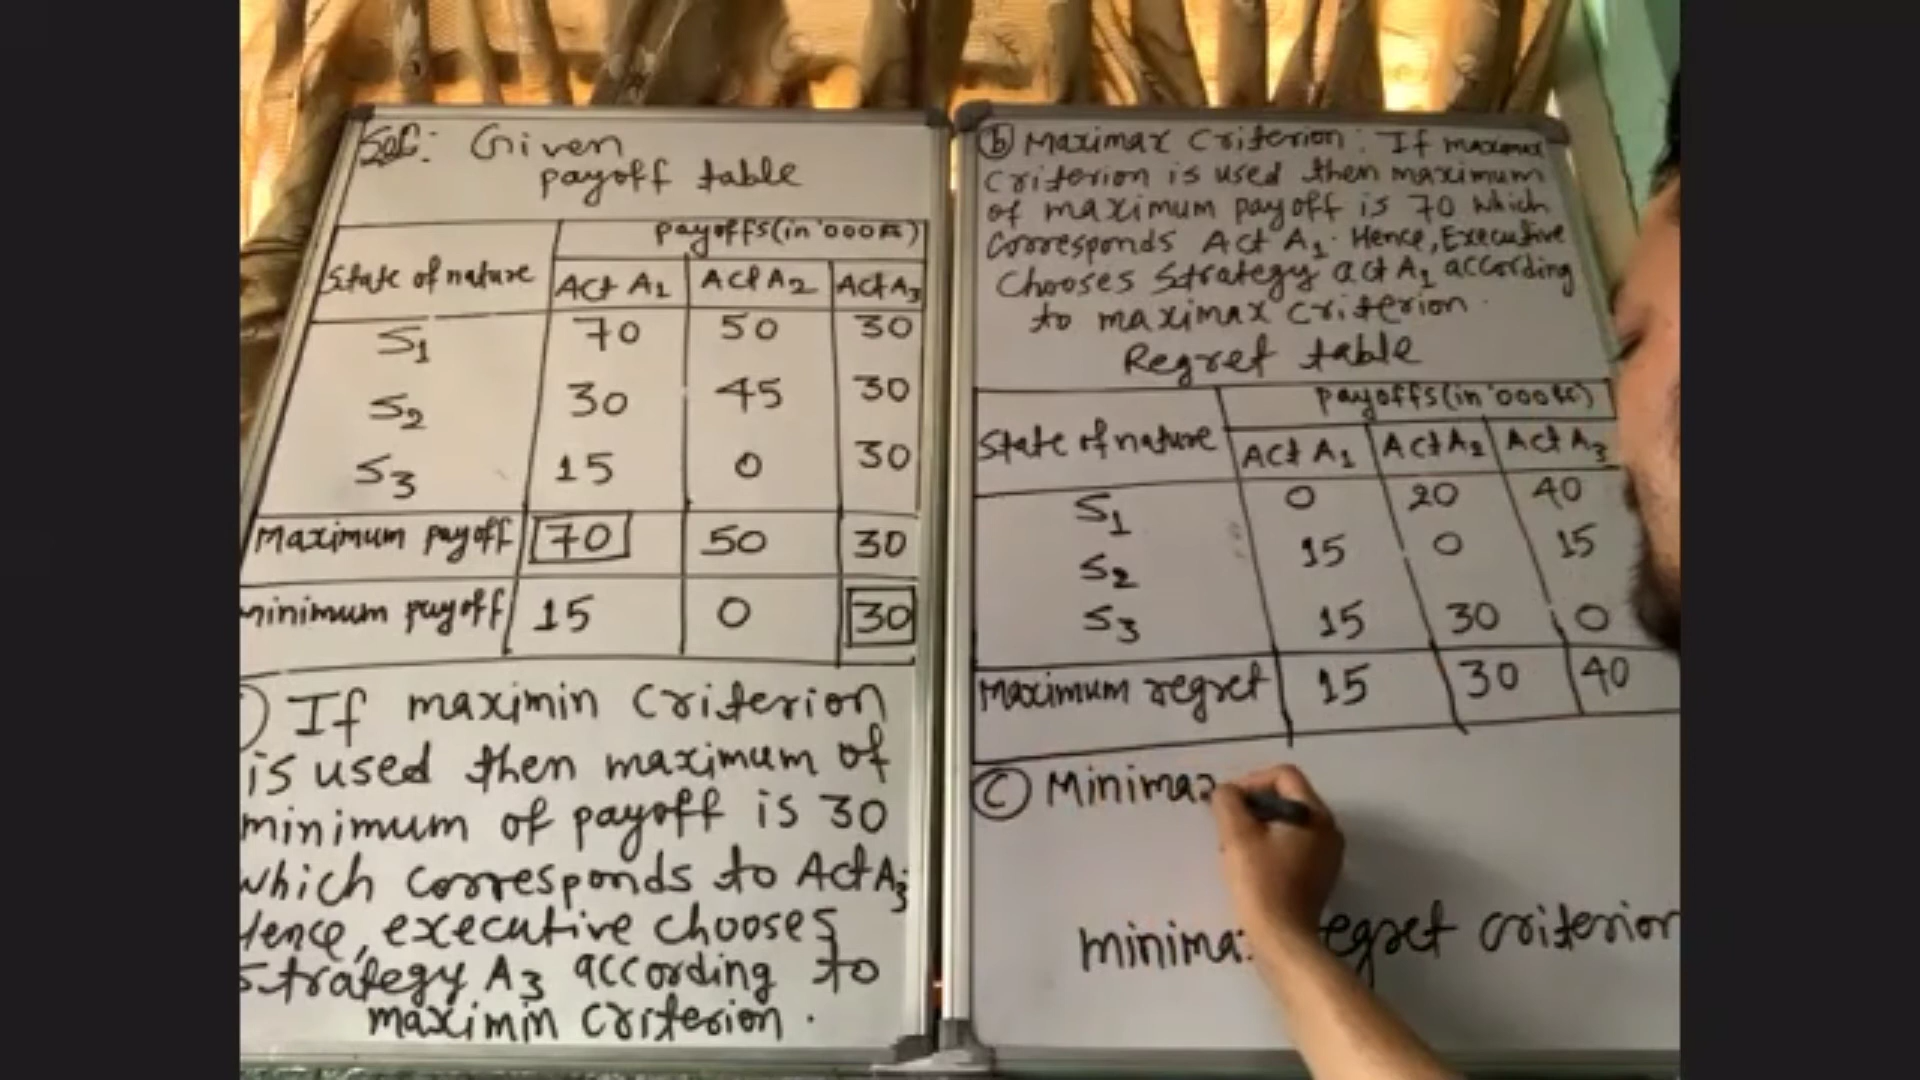 Sol: Given
payoff table
State of nature
payoffs (in '000 Rs)
Act A1 Act A2 Act A3
S1 70 50 30
S2 30 45 30
S3 15 0 30
Maximum payoff 70 50 30
minimum payoff 15 0 30
) If maximin criterion
is used then maximum of
minimum of payoff is 30
which corresponds to Act A3
Hence, executive chooses
strategy A3 according to
maximin criterion.
(b) Maximax Criterion: If maximax
criterion is used then maximum
of maximum payoff is 70 which
corresponds Act A1. Hence, Executive
chooses strategy act A1 according
to maximax criterion.
Regret table
payoffs (in '000 Rs)
State of nature Act A1 Act A2 Act A3
S1 0 20 40
S2 15 0 15
S3 15 30 0
Maximum regret 15 30 40
(C) Minimax
minimax regret criterion